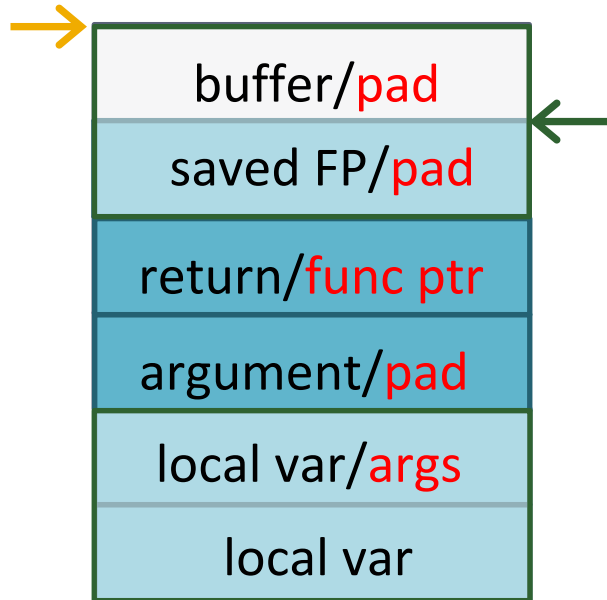 buffer/pad
saved FP/pad
return/func ptr
argument/pad
local var/args
local var